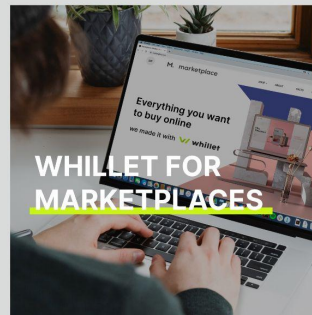 M. marketplace
Everything you want
to buy online
we made it with whillet
WHILLET FOR
MARKETPLACES